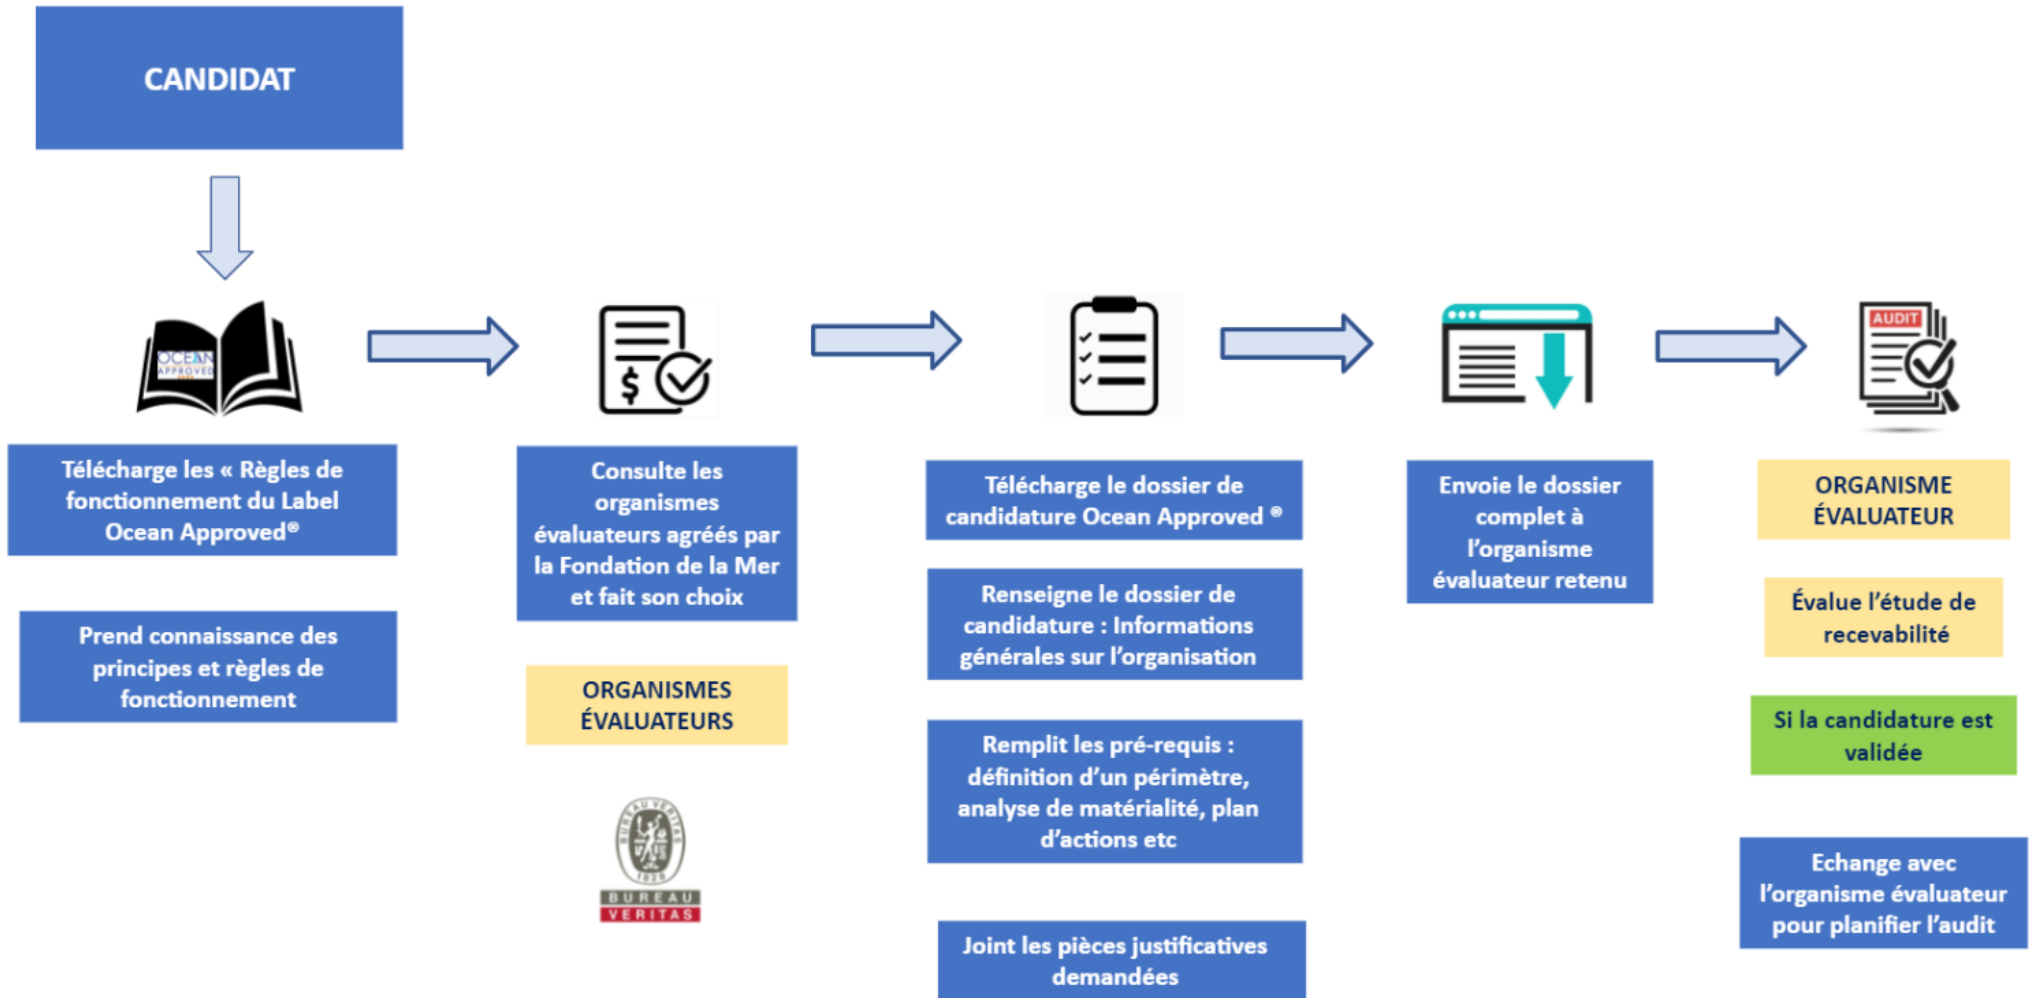 CANDIDAT
OCEAN
APPROVED
Télécharge les « Règles de
fonctionnement du Label
Ocean Approved®
Prend connaissance des
principes et règles de
fonctionnement
$
Consulte les
organismes
évaluateurs agréés par
la Fondation de la Mer
et fait son choix
ORGANISMES
ÉVALUATEURS
BUREAU VERITAS
1828
BUREAU
VERITAS
Télécharge le dossier de
candidature Ocean Approved ®
Renseigne le dossier de
candidature : Informations
générales sur l’organisation
Remplit les pré-requis :
définition d’un périmètre,
analyse de matérialité, plan
d’actions etc
Joint les pièces justificatives
demandées
Envoie le dossier
complet à
l’organisme
évaluateur retenu
AUDIT
ORGANISME
ÉVALUATEUR
Évalue l’étude de
recevabilité
Si la candidature est
validée
Echange avec
l’organisme évaluateur
pour planifier l’audit